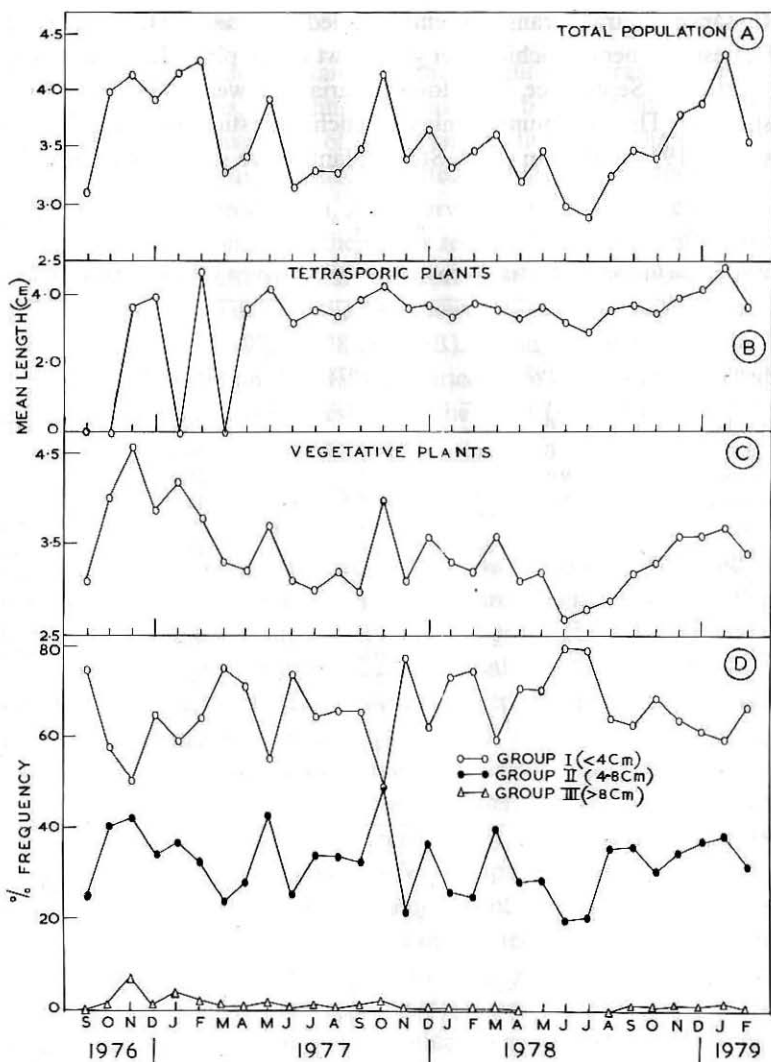 TOTAL POPULATION A
4·5
4·0
3·5
3·0
2·5
TETRASPORIC PLANTS
4·0
2·0
0
B
MEAN LENGTH (Cm)
VEGETATIVE PLANTS C
4·5
3·5
2·5
80
60
40
20
0
D
GROUP I (<4Cm)
GROUP II (4-8Cm)
GROUP III (>8Cm)
% FREQUENCY
S O N D J F M A M J J A S O N D J F M A M J J A S O N D J F
1976 1977 1978 1979